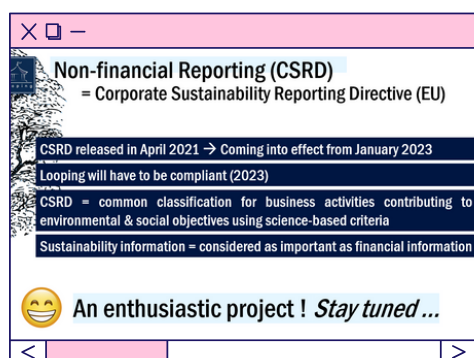 Non-financial Reporting (CSRD)
= Corporate Sustainability Reporting Directive (EU)
CSRD released in April 2021 → Coming into effect from January 2023
Looping will have to be compliant (2023)
CSRD = common classification for business activities contributing to
environmental & social objectives using science-based criteria
Sustainability information = considered as important as financial information
An enthusiastic project ! Stay tuned ...